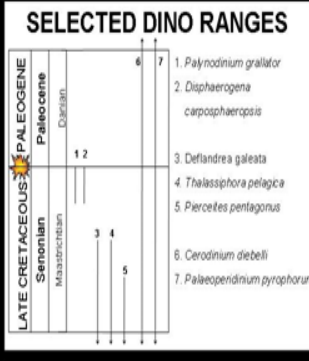 SELECTED DINO RANGES
LATE CRETACEOUS
PALEOGENE
Senonian
Paleocene
Maastrichtian
Danian
6 7
1 2
3 4
5
1. Palynodinium grallator
2. Disphaerogena
carposphaeropsis
3. Deflandrea galeata
4. Thalassiphora pelagica
5. Pierceites pentagonus
6. Cerodinium diebelli
7. Palaeoperidinium pyrophorum